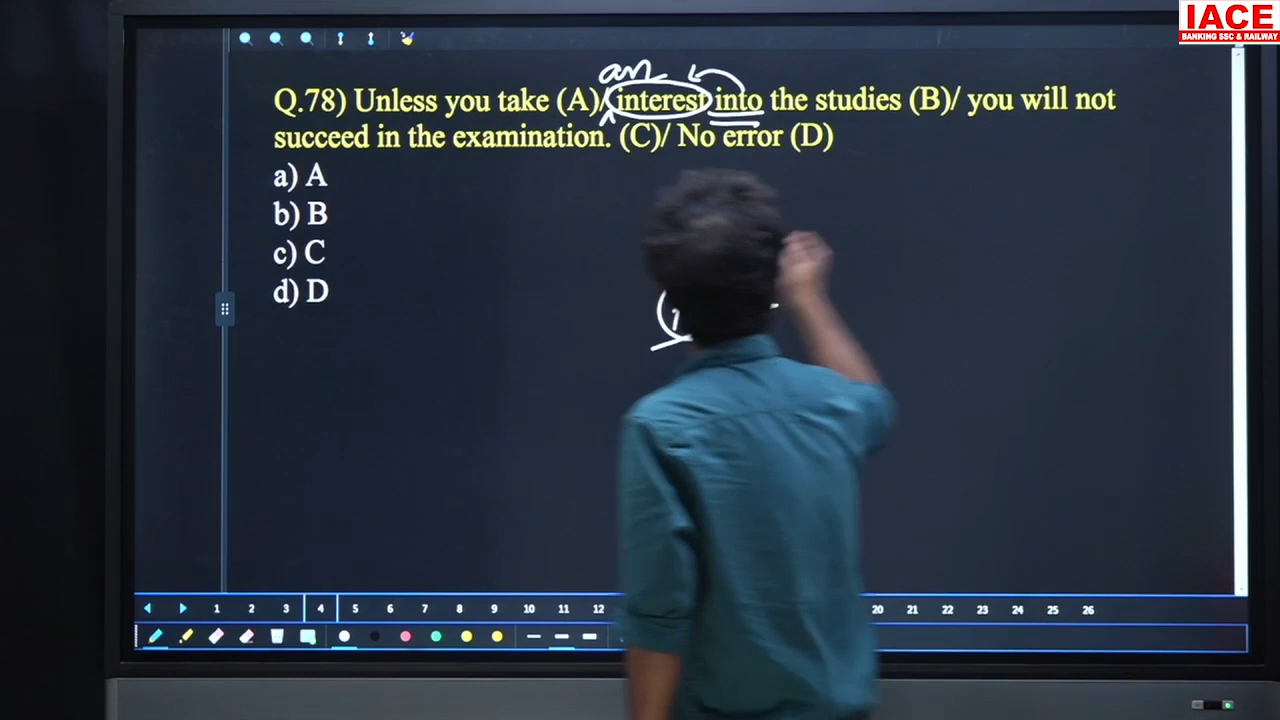 IACE
BANKING SSC & RAILWAY
an
Q.78) Unless you take (A)/ interest into the studies (B)/ you will not
succeed in the examination. (C)/ No error (D)
a) A
b) B
c) C
d) D
1 2 3 4 5 6 7 8 9 10 11 12 20 21 22 23 24 25 26